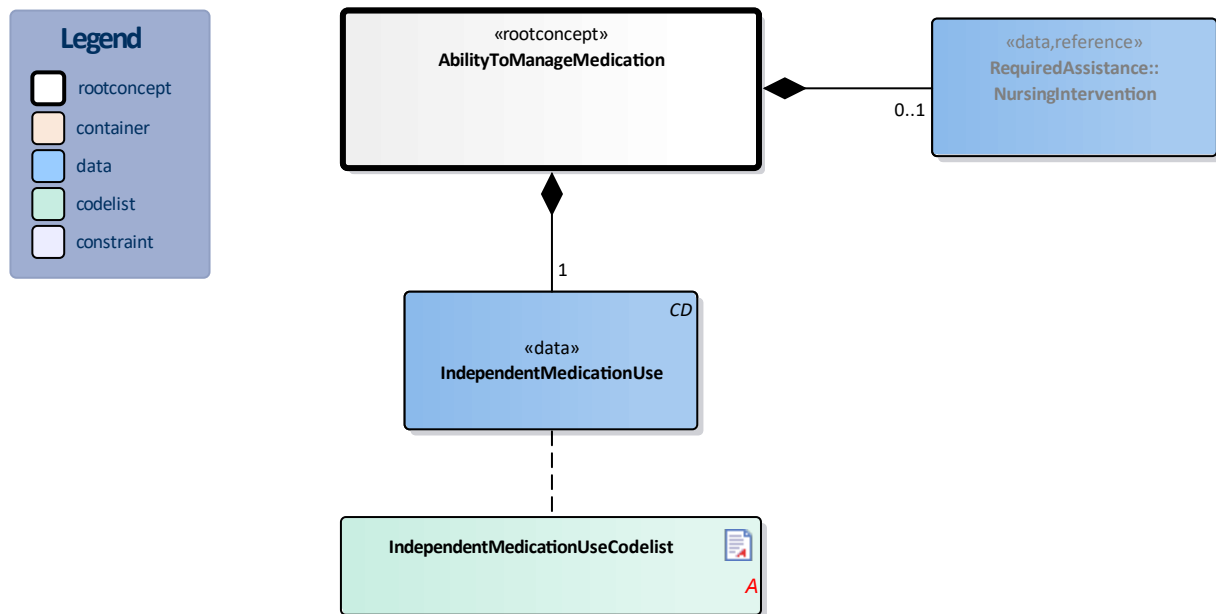 Legend
rootconcept
container
data
codelist
constraint
«rootconcept»
AbilityToManageMedication
«data,reference»
RequiredAssistance::
NursingIntervention
0..1
1
CD
«data»
IndependentMedicationUse
IndependentMedicationUseCodelist
A